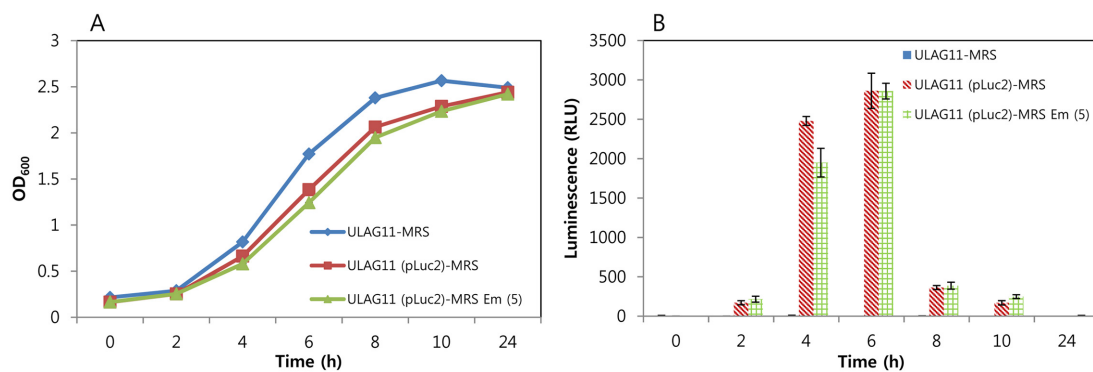 A
3
2.5
2
1.5
1
0.5
0
OD600
0 2 4 6 8 10 24
Time (h)
ULAG11-MRS
ULAG11 (pLuc2)-MRS
ULAG11 (pLuc2)-MRS Em (5)
B
3500
3000
2500
2000
1500
1000
500
0
Luminescence (RLU)
0 2 4 6 8 10 24
Time (h)
ULAG11-MRS
ULAG11 (pLuc2)-MRS
ULAG11 (pLuc2)-MRS Em (5)